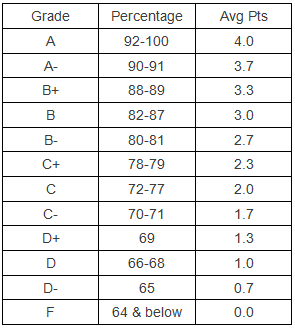 Grade Percentage Avg Pts
A 92-100 4.0
A- 90-91 3.7
B+ 88-89 3.3
B 82-87 3.0
B- 80-81 2.7
C+ 78-79 2.3
C 72-77 2.0
C- 70-71 1.7
D+ 69 1.3
D 66-68 1.0
D- 65 0.7
F 64 & below 0.0